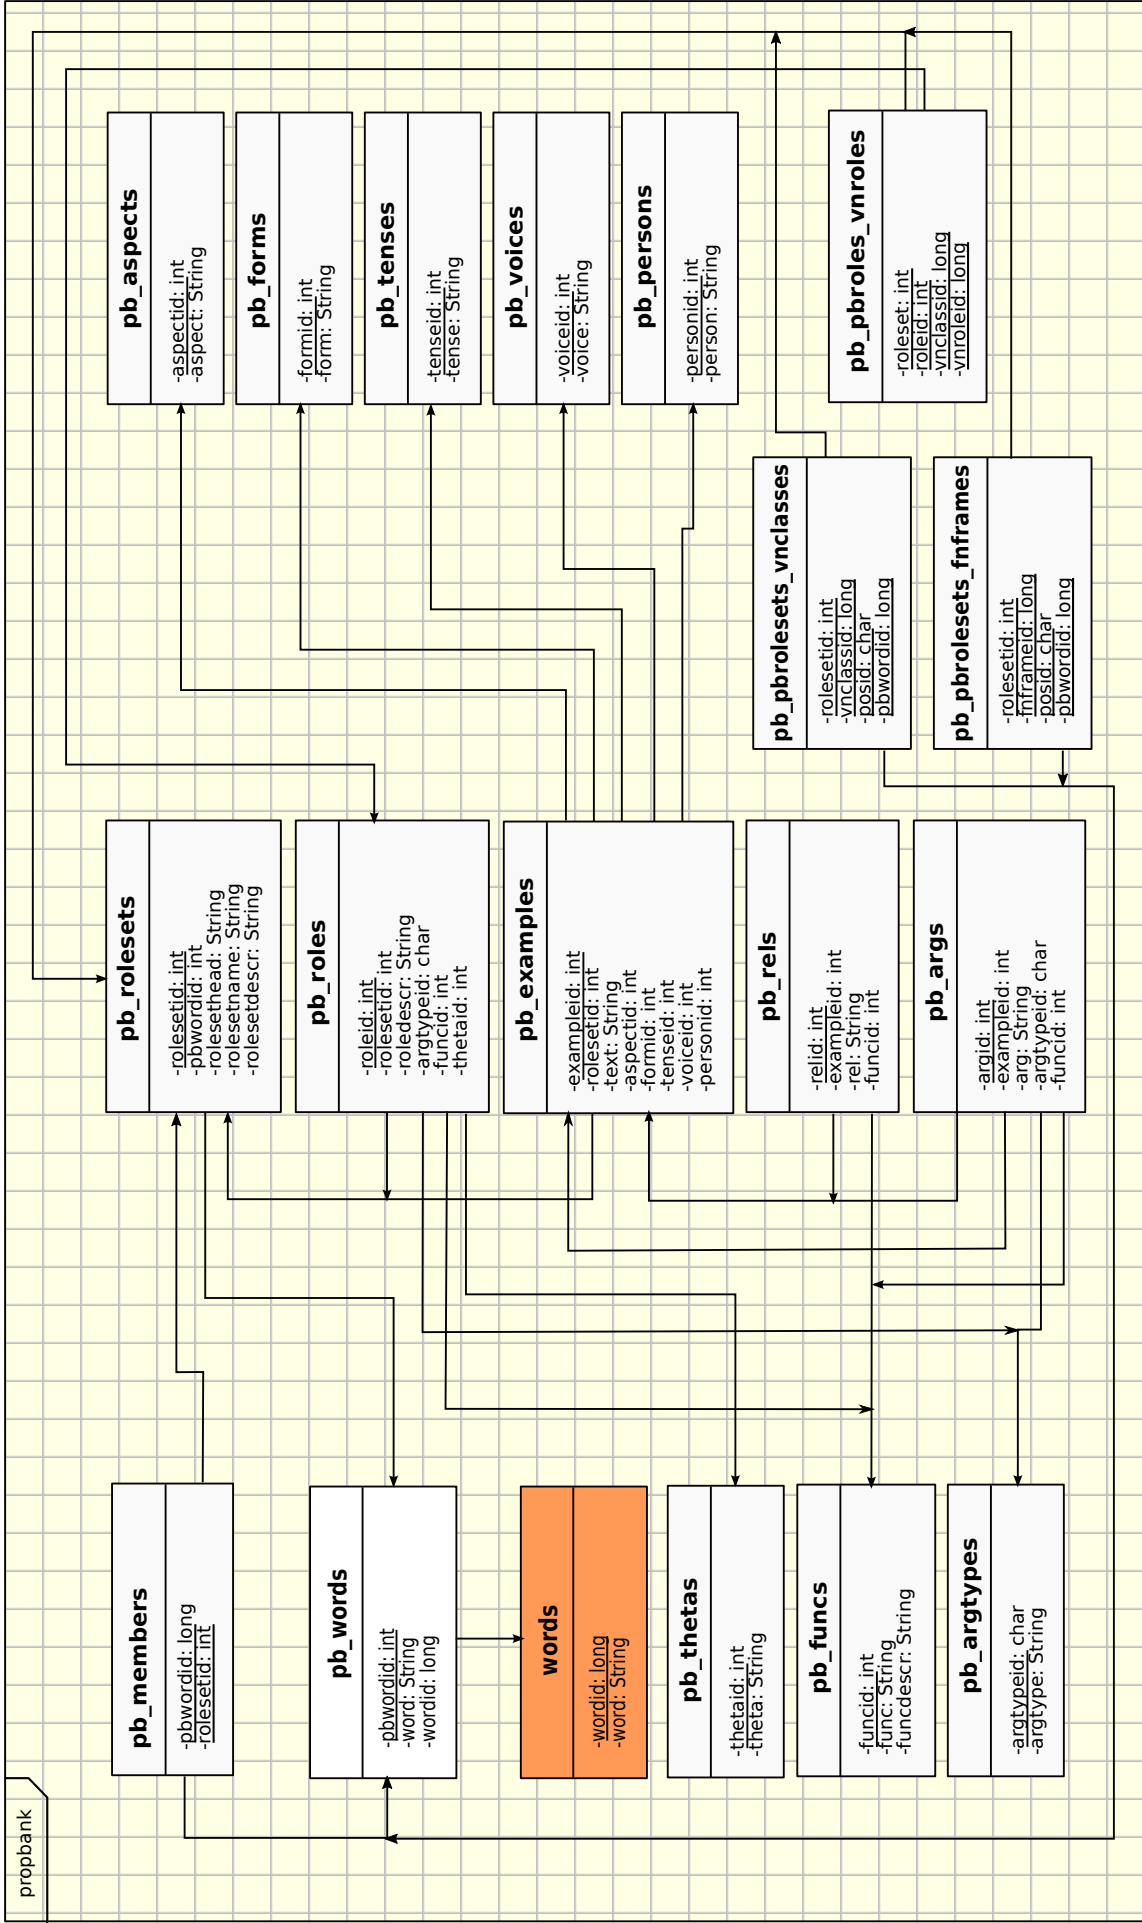 propbank
pb_members
-pbwordid: long
-rolesetid: int
pb_rolesets
-rolesetid: int
-pbwordid: int
-rolesethead: String
-rolesetname: String
-rolesetdescr: String
pb_aspects
-aspectid: int
-aspect: String
pb_forms
-formid: int
-form: String
pb_words
-pbwordid: int
-word: String
-wordid: long
pb_roles
-roleid: int
-rolesetid: int
-roledescr: String
-argtypeid: char
-funcid: int
-thetaid: int
pb_tenses
-tenseid: int
-tense: String
pb_voices
-voiceid: int
-voice: String
words
-wordid: long
-word: String
pb_examples
-exampleid: int
-rolesetid: int
-text: String
-aspectid: int
-formid: int
-tenseid: int
-voiceid: int
-personid: int
pb_persons
-personid: int
-person: String
pb_thetas
-thetaid: int
-theta: String
pb_rels
-relid: int
-exampleid: int
-rel: String
-funcid: int
pb_pbrolesets_vnclasses
-rolesetid: int
-vnclassid: long
-posid: char
-pbwordid: long
pb_pbroles_vnroles
-roleset: int
-roleid: int
-vnclassid: long
-vnroleid: long
pb_funcs
-funcid: int
-func: String
-funcdescr: String
pb_args
-argid: int
-exampleid: int
-arg: String
-argtypeid: char
-funcid: int
pb_pbrolesets_fnframes
-rolesetid: int
-fnframeid: long
-posid: char
-pbwordid: long
pb_argtypes
-argtypeid: char
-argtype: String